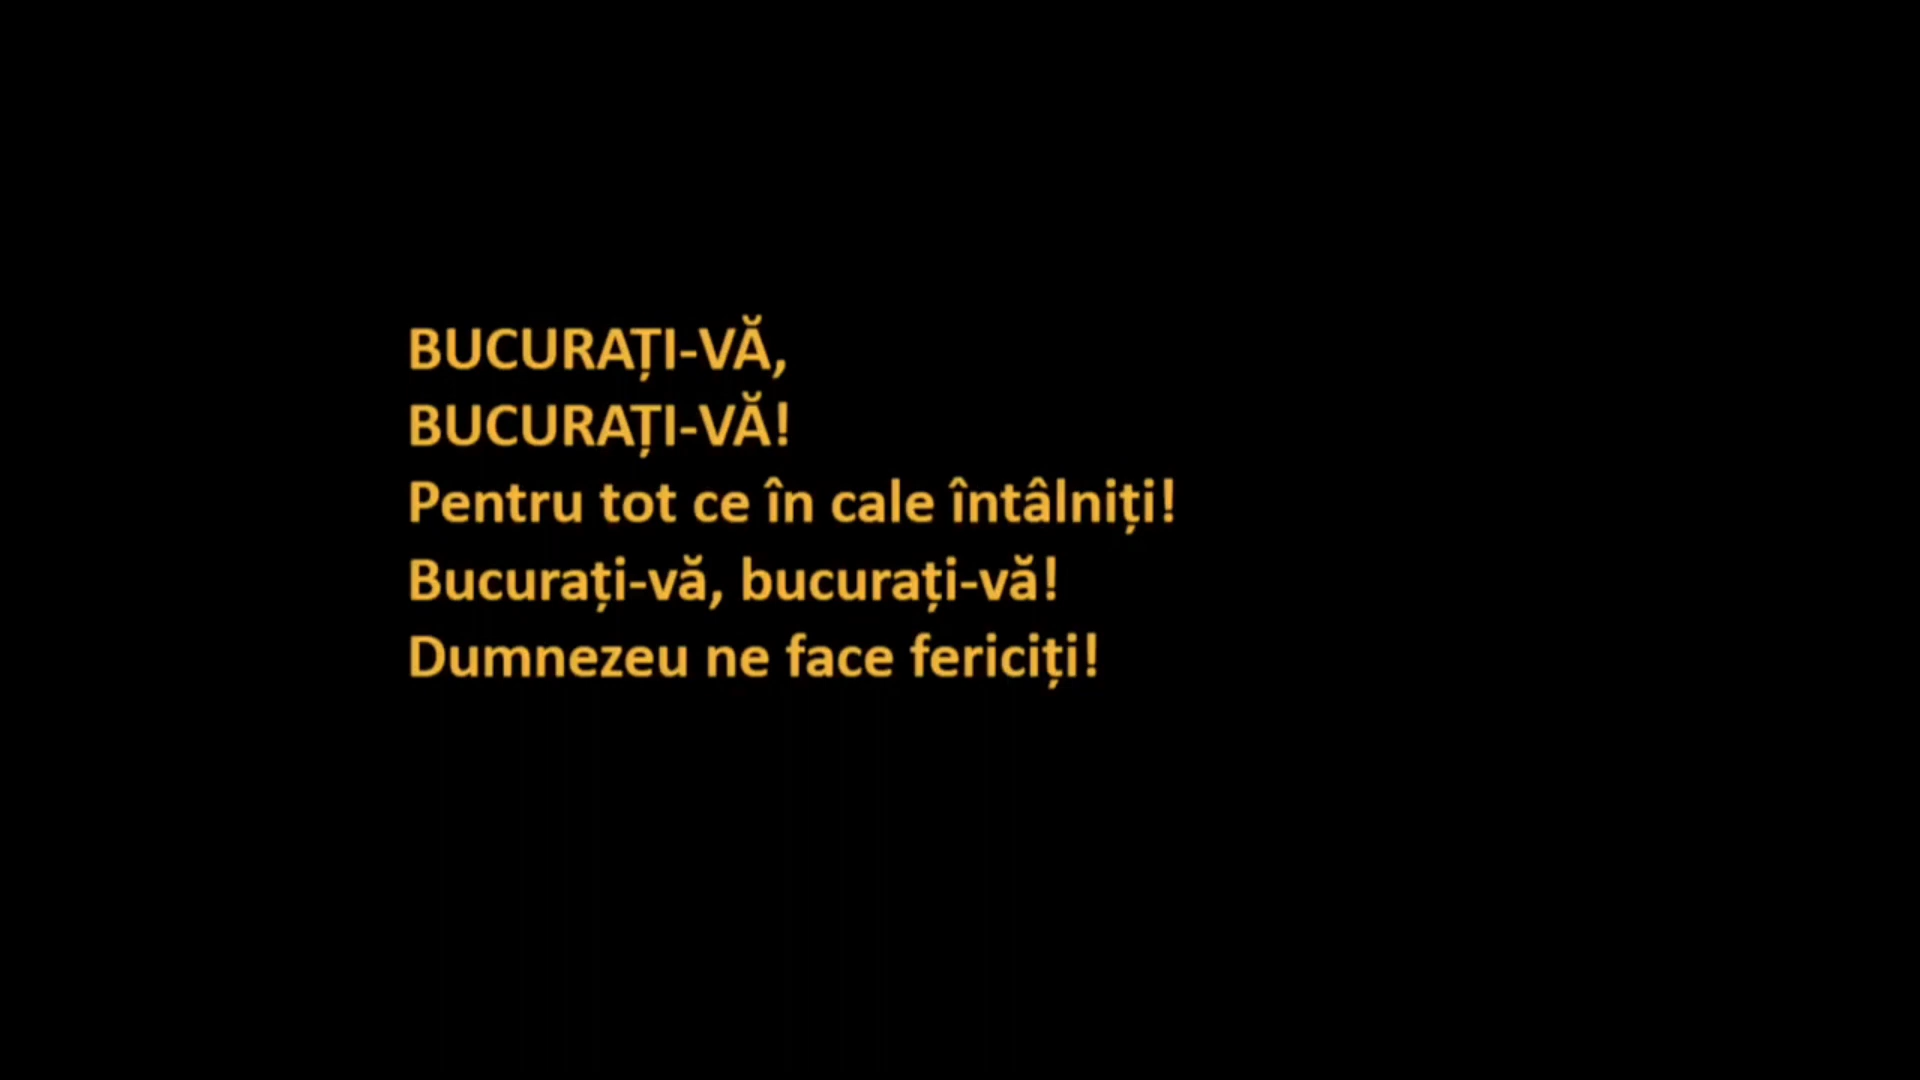 BUCURAȚI-VĂ,
BUCURAȚI-VĂ!
Pentru tot ce în cale întâlniți!
Bucurați-vă, bucurați-vă!
Dumnezeu ne face fericiți!